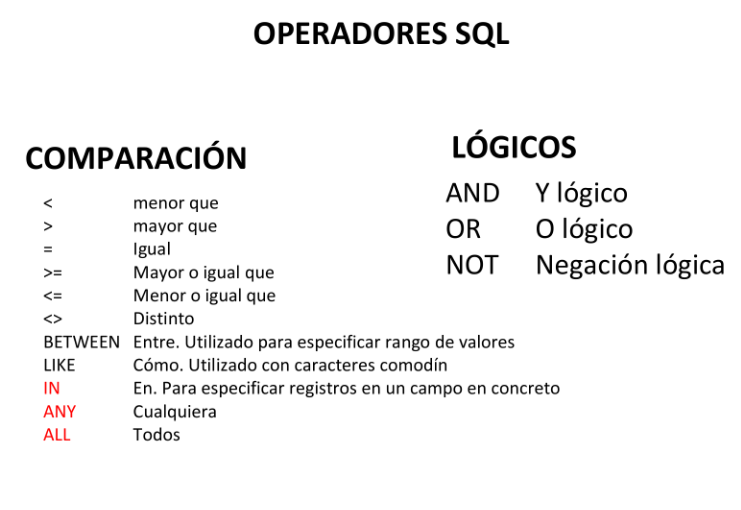 OPERADORES SQL
COMPARACIÓN
< menor que
> mayor que
= Igual
>= Mayor o igual que
<= Menor o igual que
<> Distinto
BETWEEN Entre. Utilizado para especificar rango de valores
LIKE Cómo. Utilizado con caracteres comodín
IN En. Para especificar registros en un campo en concreto
ANY Cualquiera
ALL Todos
LÓGICOS
AND Y lógico
OR O lógico
NOT Negación lógica